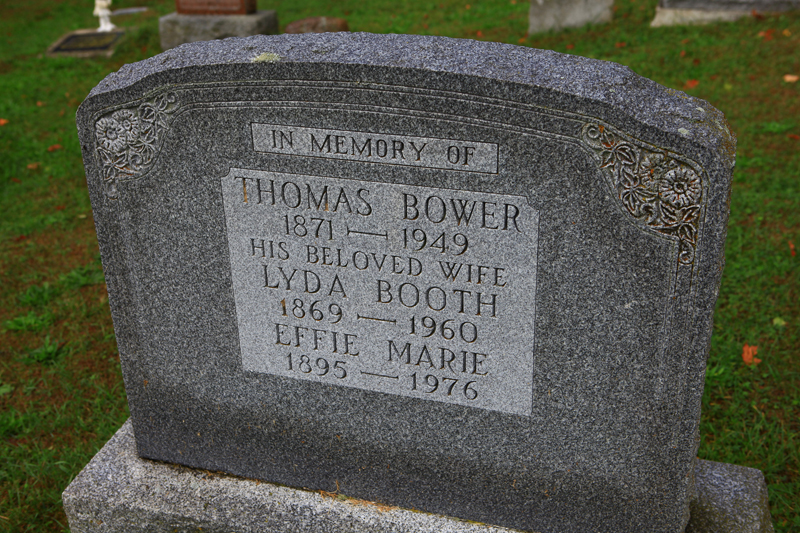 IN MEMORY OF
THOMAS BOWER
1871 — 1949
HIS BELOVED WIFE
LYDA BOOTH
1869 — 1960
EFFIE MARIE
1895 — 1976